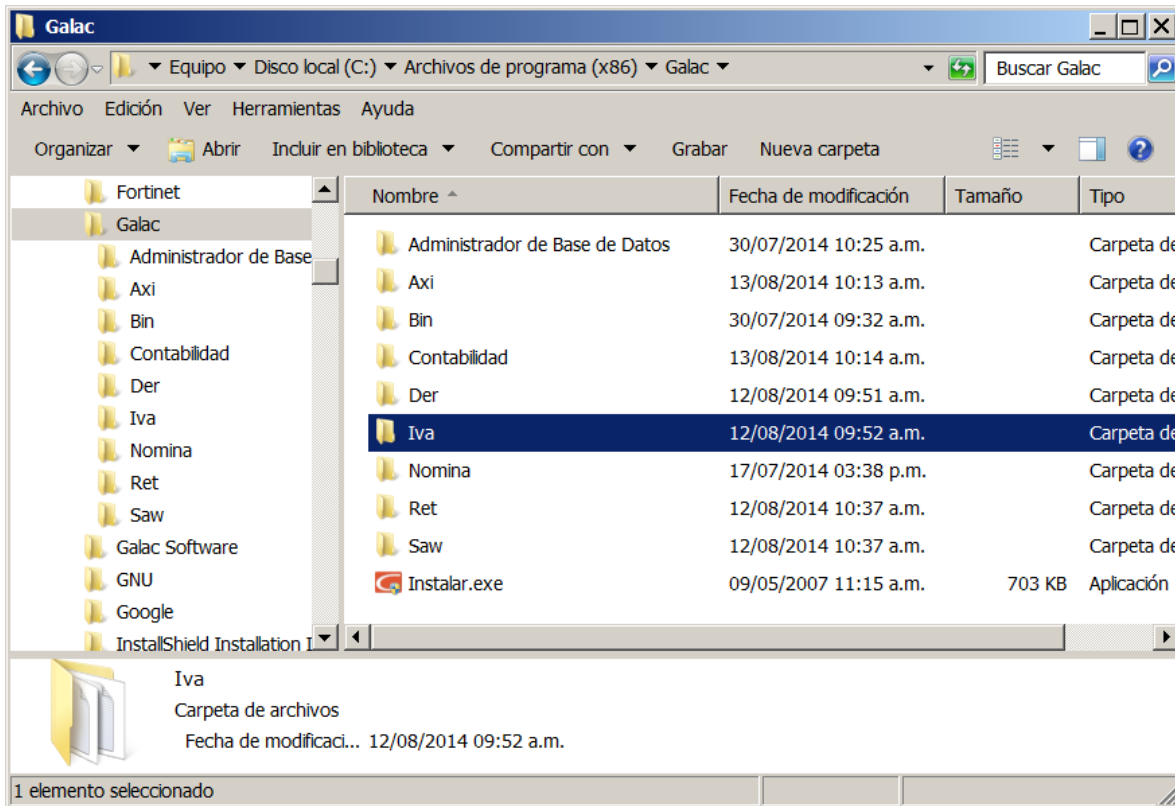 Galac
Equipo Disco local (C:) Archivos de programa (x86) Galac Buscar Galac
Archivo Edición Ver Herramientas Ayuda
Organizar Abrir Incluir en biblioteca Compartir con Grabar Nueva carpeta
Fortinet
Galac
Administrador de Base
Axi
Bin
Contabilidad
Der
Iva
Nomina
Ret
Saw
Galac Software
GNU
Google
InstallShield Installation I
Nombre Fecha de modificación Tamaño Tipo
Administrador de Base de Datos 30/07/2014 10:25 a.m. Carpeta de
Axi 13/08/2014 10:13 a.m. Carpeta de
Bin 30/07/2014 09:32 a.m. Carpeta de
Contabilidad 13/08/2014 10:14 a.m. Carpeta de
Der 12/08/2014 09:51 a.m. Carpeta de
Iva 12/08/2014 09:52 a.m. Carpeta de
Nomina 17/07/2014 03:38 p.m. Carpeta de
Ret 12/08/2014 10:37 a.m. Carpeta de
Saw 12/08/2014 10:37 a.m. Carpeta de
Instalar.exe 09/05/2007 11:15 a.m. 703 KB Aplicación
Iva
Carpeta de archivos
Fecha de modificaci... 12/08/2014 09:52 a.m.
1 elemento seleccionado